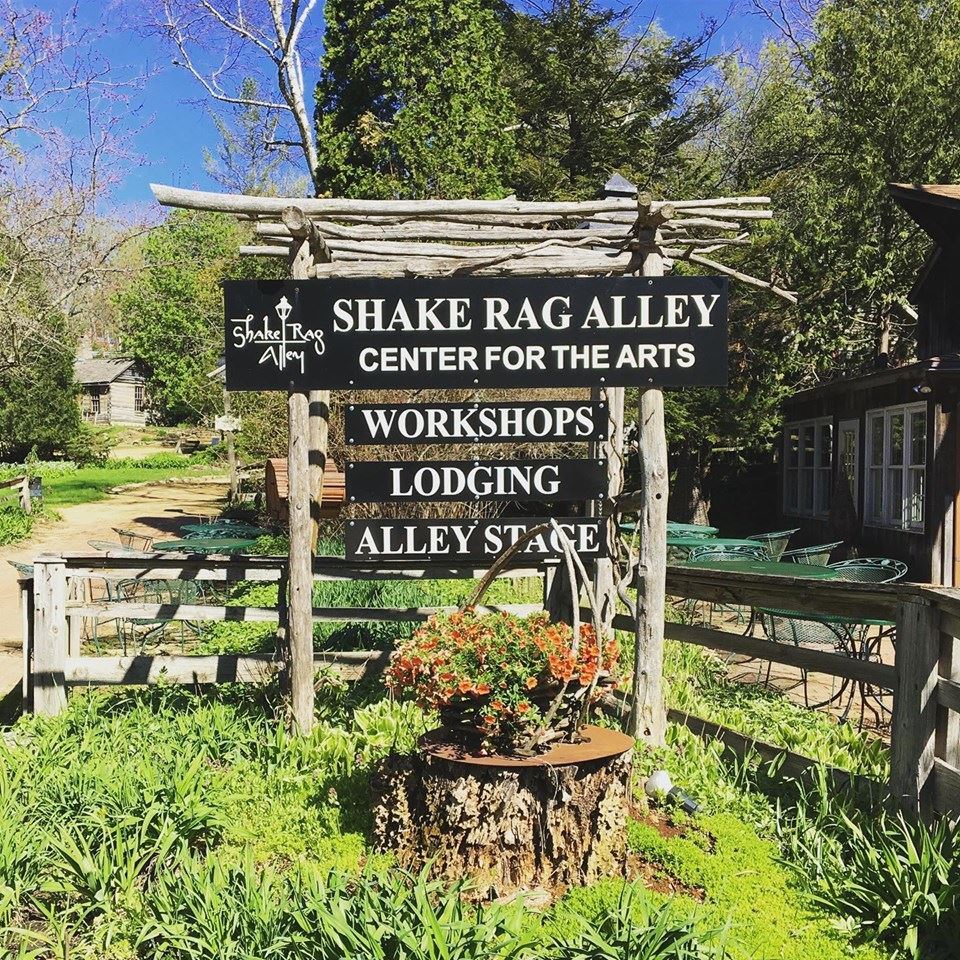 Shake Rag
Alley
SHAKE RAG ALLEY
CENTER FOR THE ARTS
WORKSHOPS
LODGING
ALLEY STAGE